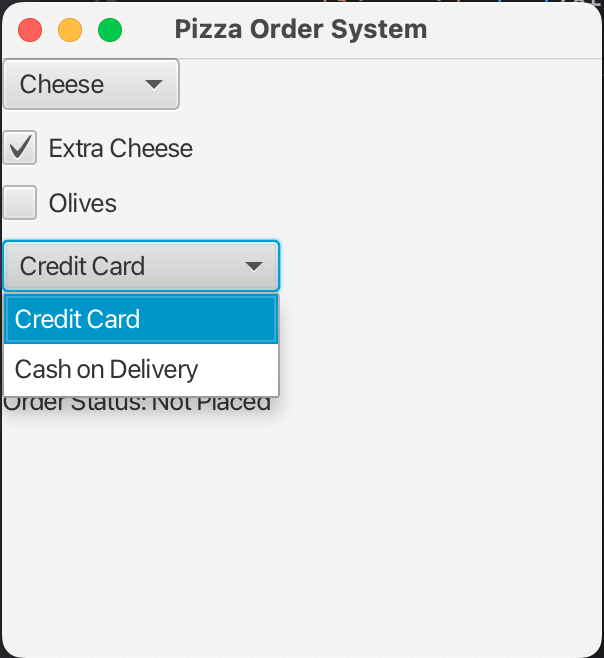 Pizza Order System
Cheese
Extra Cheese
Olives
Credit Card
Credit Card
Cash on Delivery
Order Status: Not Placed